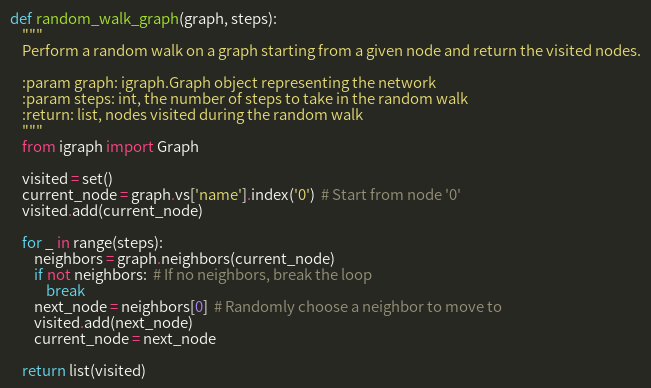 def random_walk_graph(graph, steps):
    """
    Perform a random walk on a graph starting from a given node and return the visited nodes.

    :param graph: igraph.Graph object representing the network
    :param steps: int, the number of steps to take in the random walk
    :return: list, nodes visited during the random walk
    """
    from igraph import Graph

    visited = set()
    current_node = graph.vs['name'].index('0')  # Start from node '0'
    visited.add(current_node)

    for _ in range(steps):
        neighbors = graph.neighbors(current_node)
        if not neighbors:  # If no neighbors, break the loop
            break
        next_node = neighbors[0]  # Randomly choose a neighbor to move to
        visited.add(next_node)
        current_node = next_node

    return list(visited)